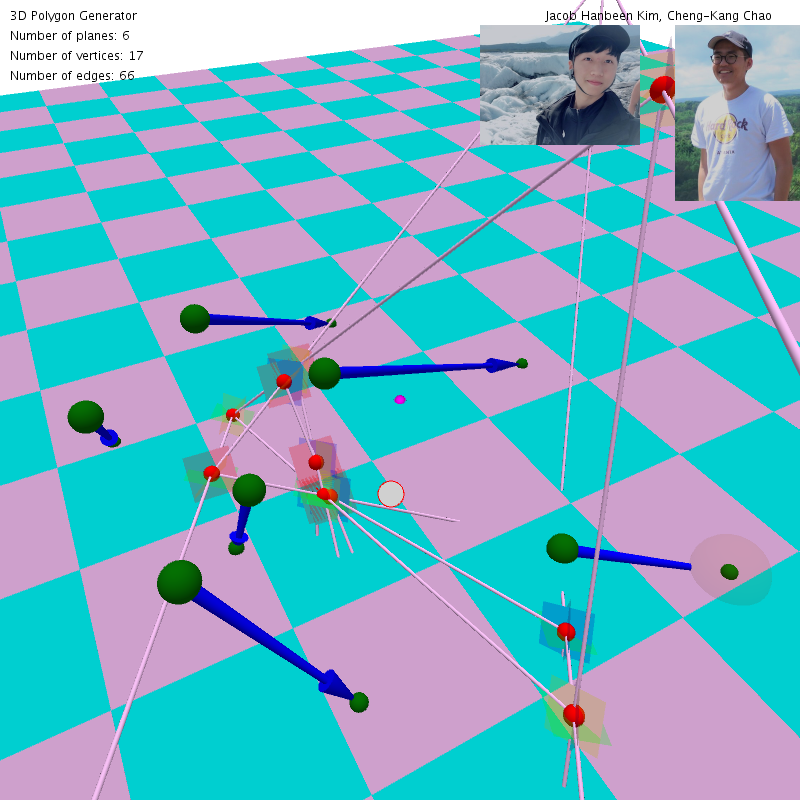 3D Polygon Generator
Jacob Hanbeen Kim, Cheng-Kang Chao
Number of planes: 6
Number of vertices: 17
Number of edges: 66